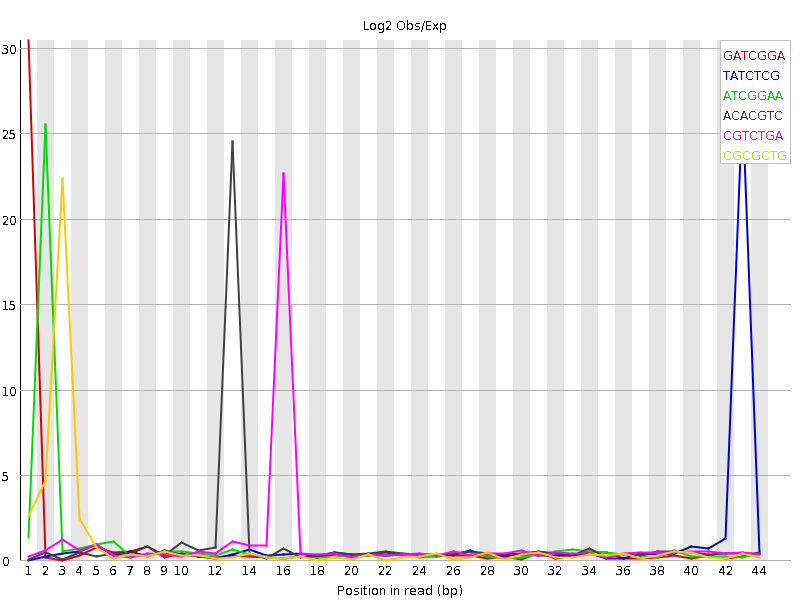 Log2 Obs/Exp
30
25
20
15
10
5
0
GATCGGA
TATCTCG
ATCGGAA
ACACGTC
CGTCTGA
CGCGCTG
1 2 3 4 5 6 7 8 9 10 12 14 16 18 20 22 24 26 28 30 32 34 36 38 40 42 44
Position in read (bp)